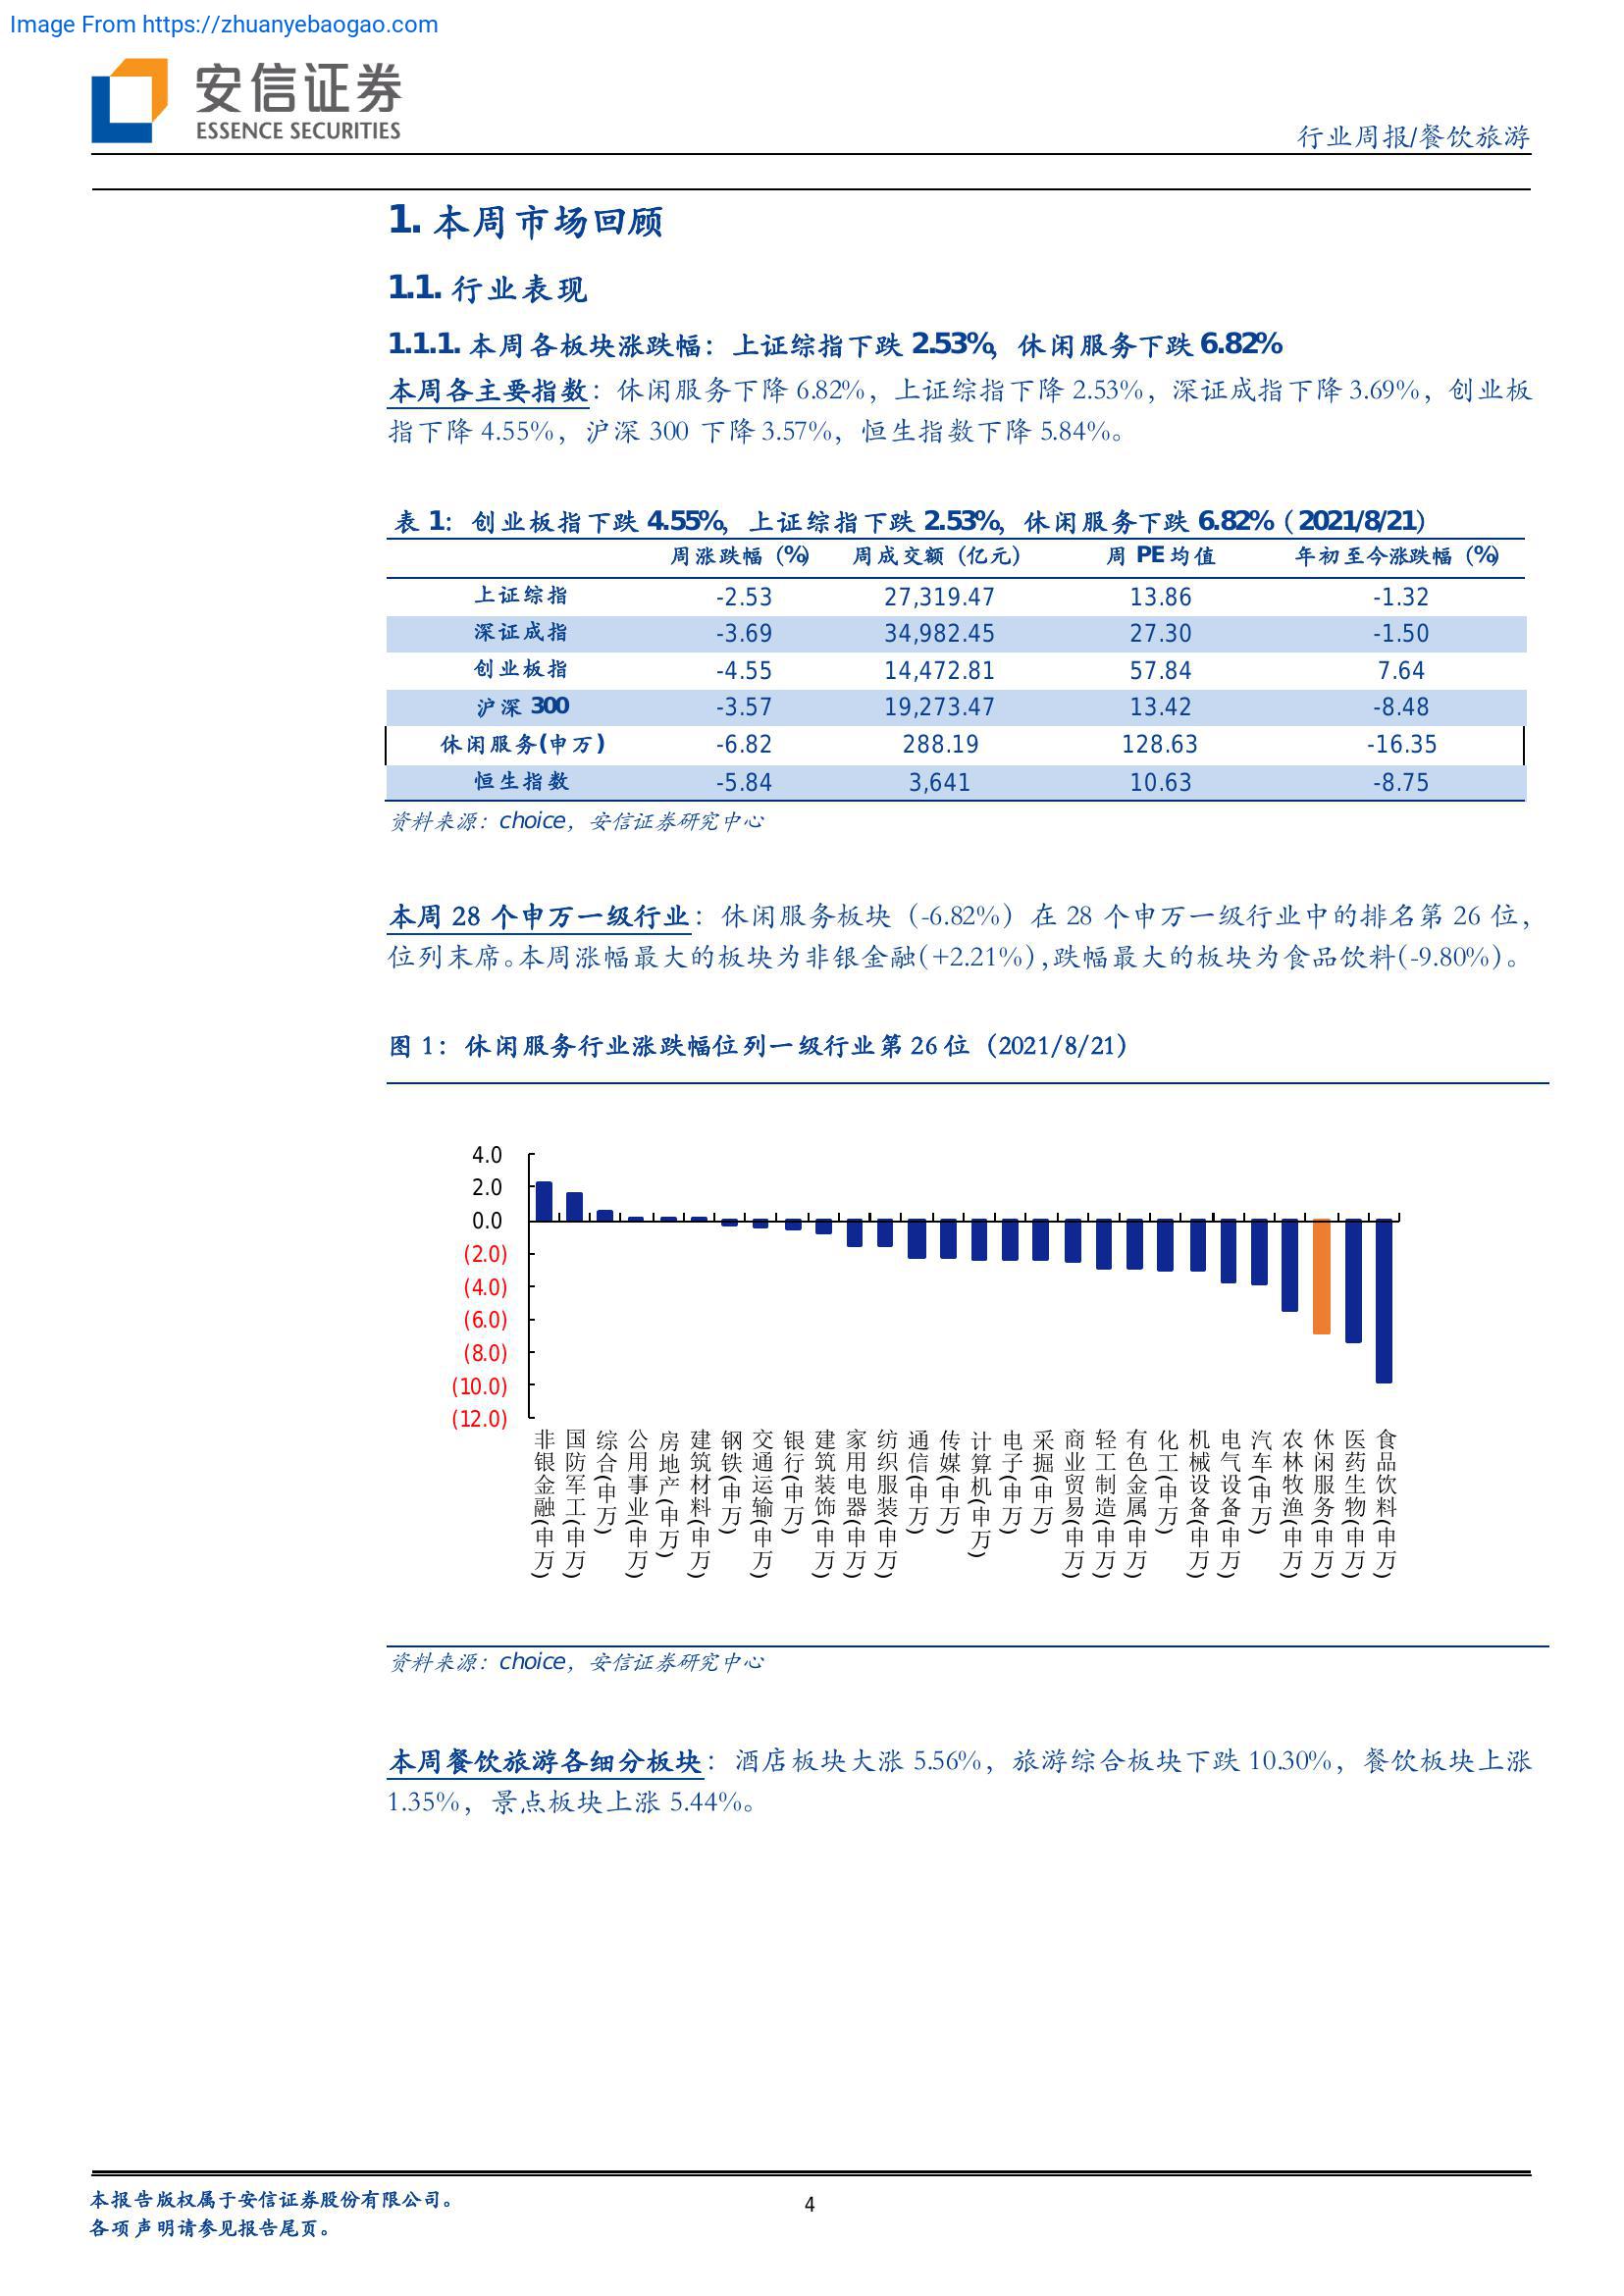 Image From https://zhuanyebaogao.com
安信证券
ESSENCE SECURITIES
行业周报/餐饮旅游
1. 本周市场回顾
1.1. 行业表现
1.1.1. 本周各板块涨跌幅：上证综指下跌 2.53%，休闲服务下跌 6.82%
本周各主要指数：休闲服务下降 6.82%，上证综指下降 2.53%，深证成指下降 3.69%，创业板
指下降 4.55%，沪深 300 下降 3.57%，恒生指数下降 5.84%。
表 1：创业板指下跌 4.55%，上证综指下跌 2.53%，休闲服务下跌 6.82%（2021/8/21）
周涨跌幅（%） 周成交额（亿元） 周 PE 均值 年初至今涨跌幅（%）
上证综指 -2.53 27,319.47 13.86 -1.32
深证成指 -3.69 34,982.45 27.30 -1.50
创业板指 -4.55 14,472.81 57.84 7.64
沪深 300 -3.57 19,273.47 13.42 -8.48
休闲服务(申万) -6.82 288.19 128.63 -16.35
恒生指数 -5.84 3,641 10.63 -8.75
资料来源：choice，安信证券研究中心
本周 28 个申万一级行业：休闲服务板块（-6.82%）在 28 个申万一级行业中的排名第 26 位，
位列末席。本周涨幅最大的板块为非银金融(+2.21%),跌幅最大的板块为食品饮料(-9.80%)。
图 1：休闲服务行业涨跌幅位列一级行业第 26 位（2021/8/21）
4.0
2.0
0.0
(2.0)
(4.0)
(6.0)
(8.0)
(10.0)
(12.0)
非银金融(申万)
国防军工(申万)
综合(申万)
公用事业(申万)
房地产(申万)
建筑材料(申万)
钢铁(申万)
交通运输(申万)
银行(申万)
建筑装饰(申万)
家用电器(申万)
纺织服装(申万)
通信(申万)
传媒(申万)
计算机(申万)
电子(申万)
采掘(申万)
商业贸易(申万)
轻工制造(申万)
有色金属(申万)
化工(申万)
机械设备(申万)
电气设备(申万)
汽车(申万)
农林牧渔(申万)
休闲服务(申万)
医药生物(申万)
食品饮料(申万)
资料来源：choice，安信证券研究中心
本周餐饮旅游各细分板块：酒店板块大涨 5.56%，旅游综合板块下跌 10.30%，餐饮板块上涨
1.35%，景点板块上涨 5.44%。
本报告版权属于安信证券股份有限公司。
4
各项声明请参见报告尾页。